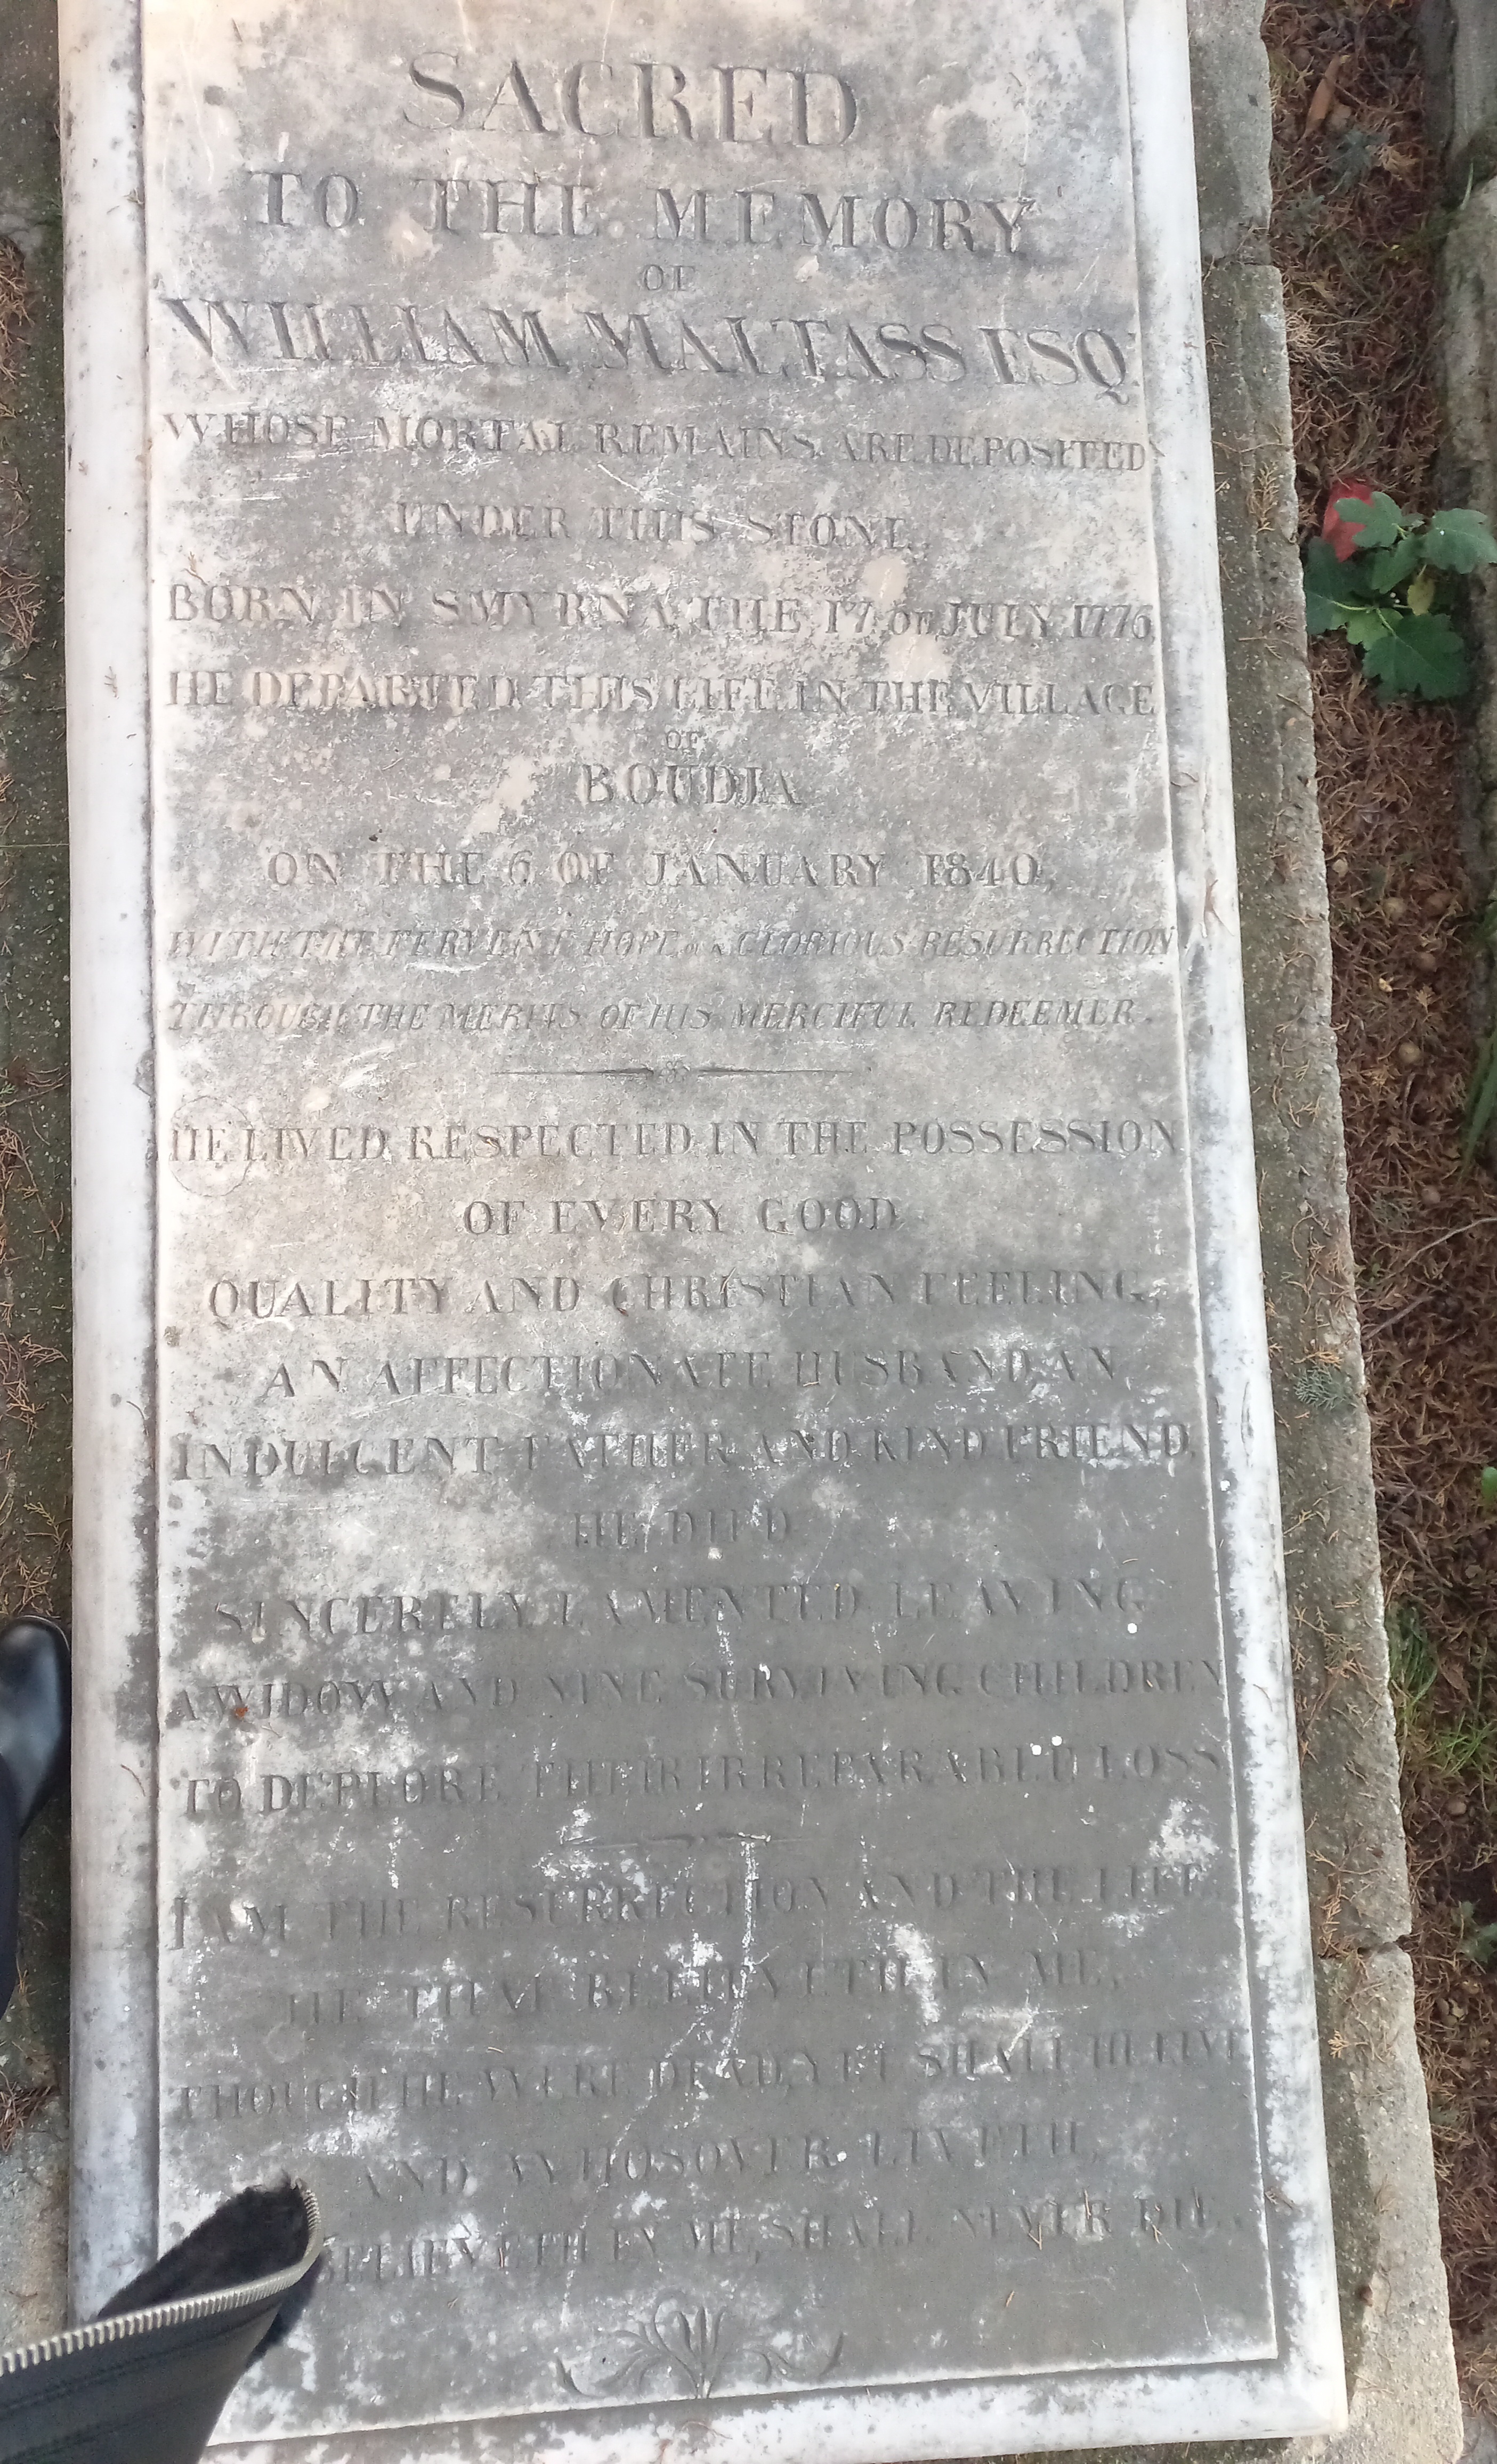 SACRED
TO THE MEMORY
OF
WILLIAM MALTASS ESQ.
WHOSE MORTAL REMAINS ARE DEPOSITED
UNDER THIS STONE,
BORN IN SMYRNA THE 17 OF JULY 1776
HE DEPARTED THIS LIFE IN THE VILLAGE
OF
BOUDJA
ON THE 6 OF JANUARY 1840,
WITH THE FERVENT HOPE OF A GLORIOUS RESURRECTION
THROUGH THE MERITS OF HIS MERCIFUL REDEEMER.
HE LIVED RESPECTED IN THE POSSESSION
OF EVERY GOOD
QUALITY AND CHRISTIAN FEELING,
AN AFFECTIONATE HUSBAND AN
INDULGENT FATHER AND KIND FRIEND,
HE DIED
SINCERELY LAMENTED LEAVING
A WIDOW AND NINE SURVIVING CHILDREN
TO DEPLORE THEIR IRREPARABLE LOSS
I AM THE RESURRECTION AND THE LIFE,
HE THAT BELIEVETH IN ME,
THOUGH HE WERE DEAD, YET SHALL HE LIVE
AND WHOSOVER LIVETH,
BELIEVETH IN ME, SHALL NEVER DIE.